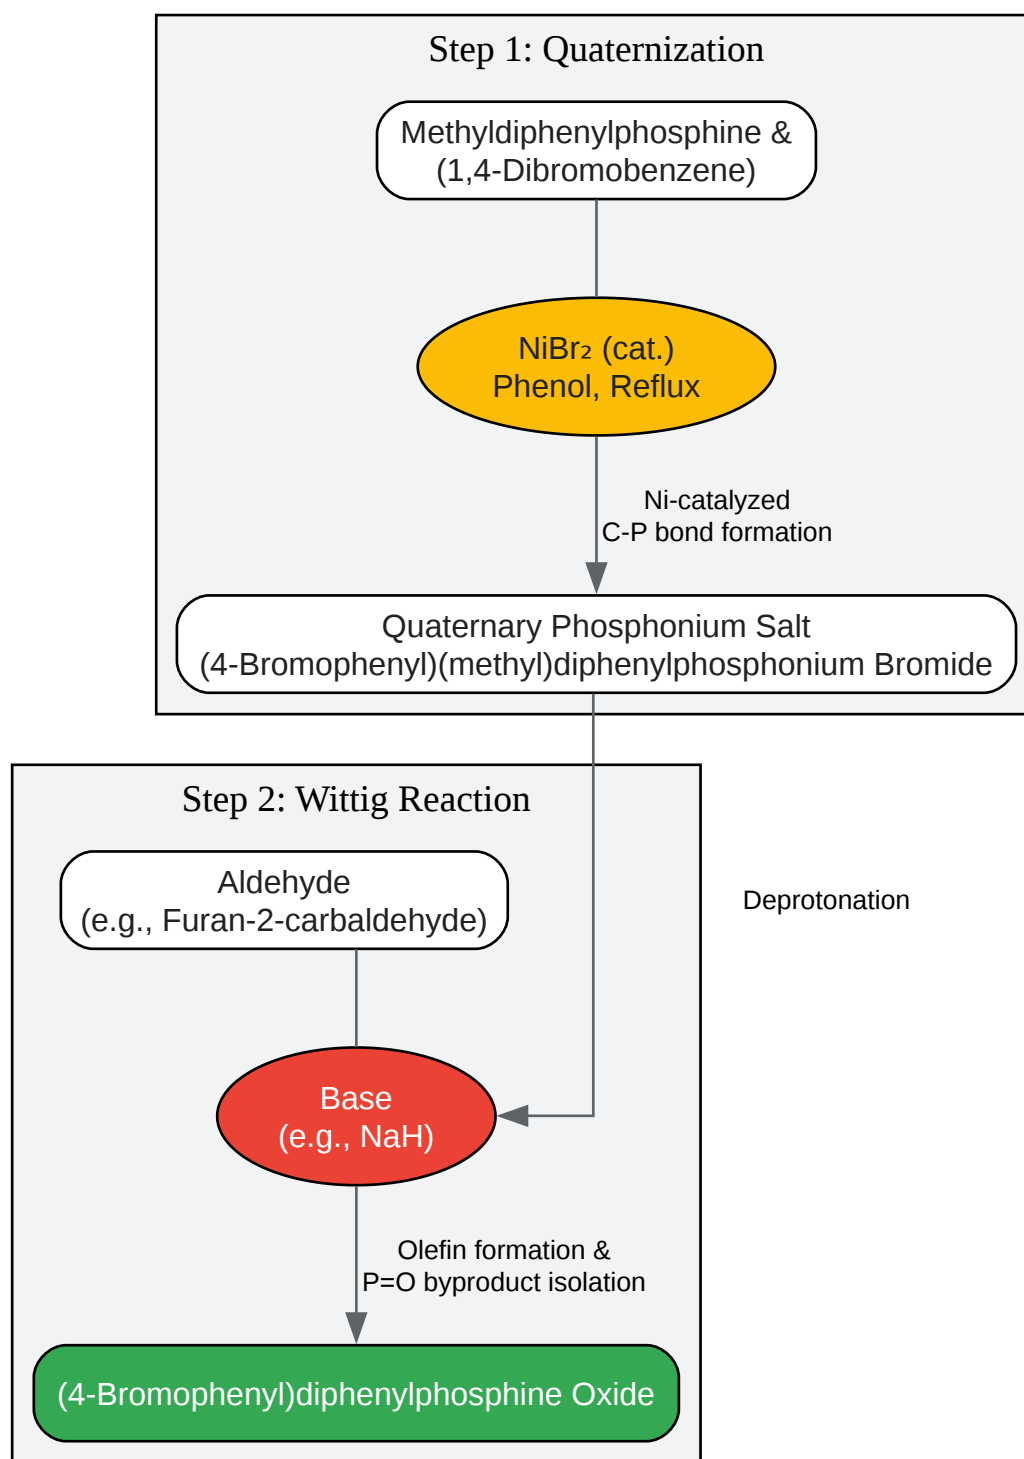 Step 1: Quaternization
Methyldiphenylphosphine &
(1,4-Dibromobenzene)
NiBr₂ (cat.)
Phenol, Reflux
Ni-catalyzed
C-P bond formation
Quaternary Phosphonium Salt
(4-Bromophenyl)(methyl)diphenylphosphonium Bromide
Step 2: Wittig Reaction
Aldehyde
(e.g., Furan-2-carbaldehyde)
Deprotonation
Base
(e.g., NaH)
Olefin formation &
P=O byproduct isolation
(4-Bromophenyl)diphenylphosphine Oxide